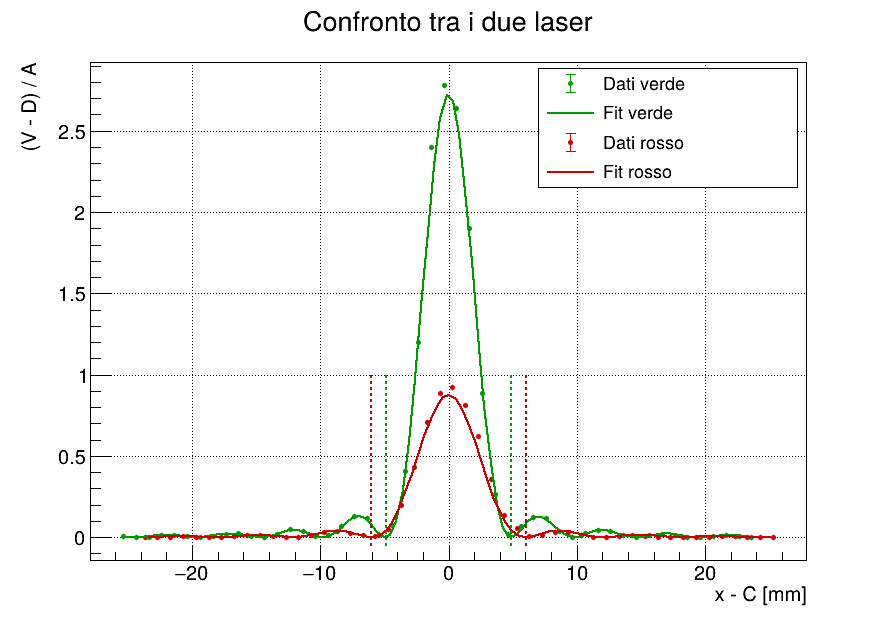 Confronto tra i due laser
(V - D) / A
Dati verde
Fit verde
Dati rosso
Fit rosso
2.5
2
1.5
1
0.5
0
−20 −10 0 10 20
x - C [mm]